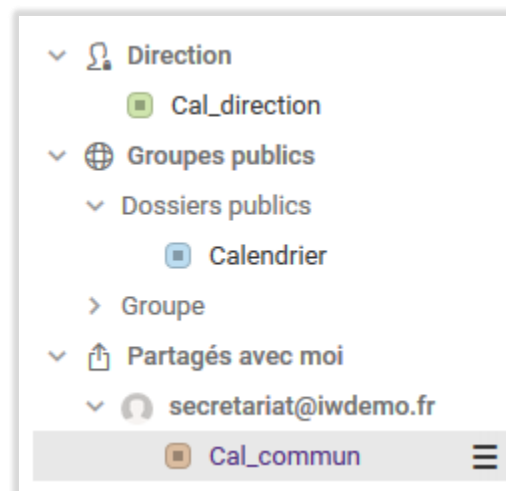 Direction
Cal_direction
Groupes publics
Dossiers publics
Calendrier
Groupe
Partagés avec moi
secretariat@iwdemo.fr
Cal_commun